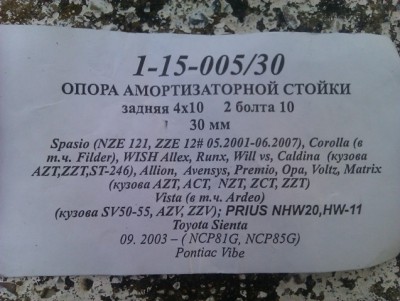 1-15-005/30
ОПОРА АМОРТИЗАТОРНОЙ СТОЙКИ
задняя 4х10 2 болта 10
30 мм
Spasio (NZE 121, ZZE 12# 05.2001-06.2007), Corolla (в
т.ч. Filder), WISH Allex, Runx, Will vs, Caldina (кузова
AZT,ZZT,ST-246), Allion, Avensys, Premio, Opa, Voltz, Matrix
(кузова AZT, ACT, NZT, ZCT, ZZT)
Vista (в т.ч. Ardeo)
(кузова SV50-55, AZV, ZZV); PRIUS NHW20,HW-11
Toyota Sienta
09. 2003 – ( NCP81G, NCP85G)
Pontiac Vibe